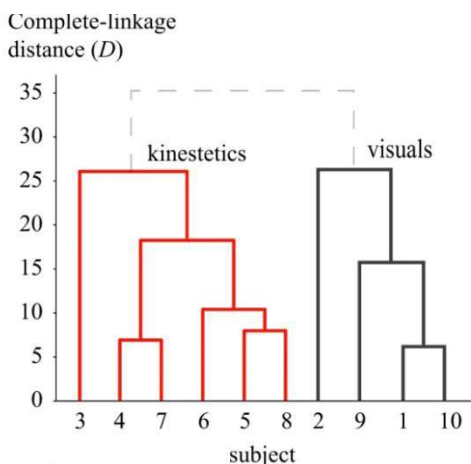 Complete-linkage
distance (D)
35
30
25
20
15
10
5
0
kinestetics
visuals
3 4 7 6 5 8 2 9 1 10
subject